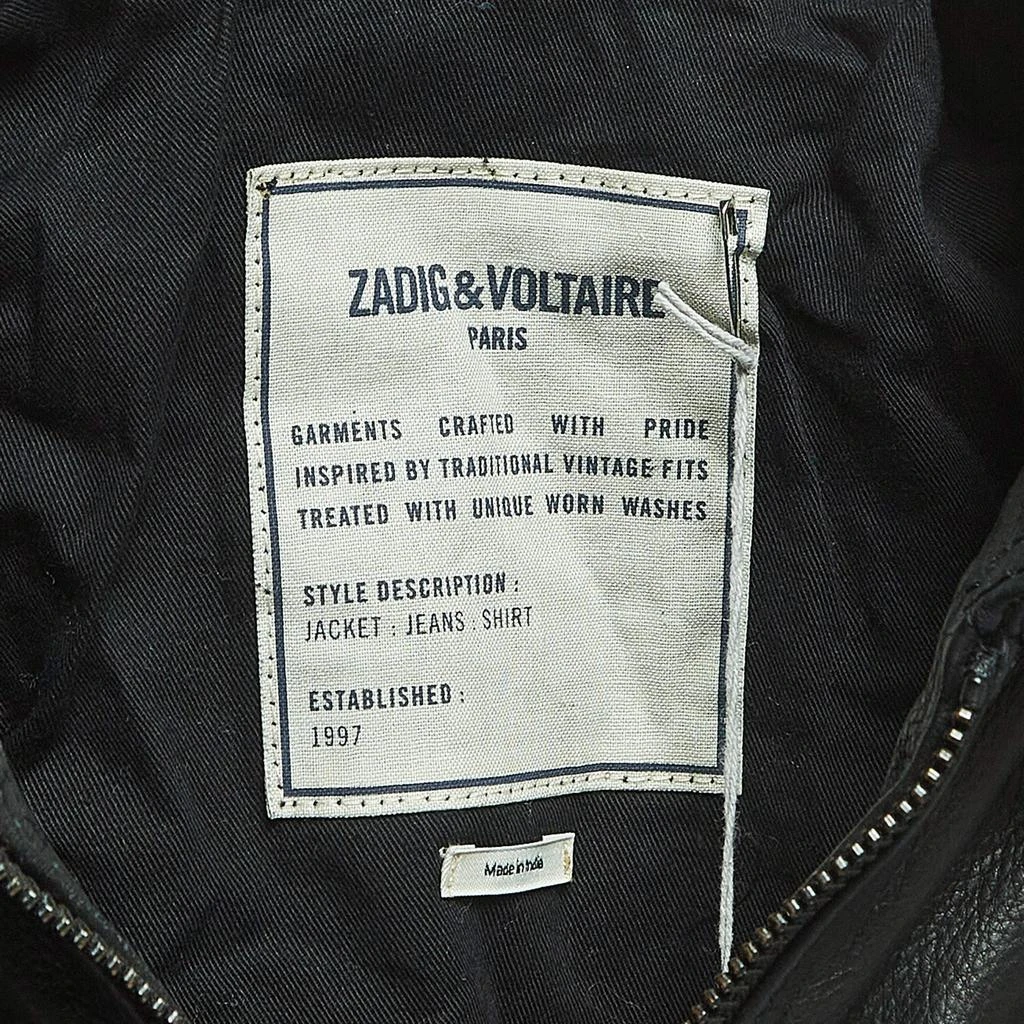 ZADIG&VOLTAIRE
PARIS
GARMENTS CRAFTED WITH PRIDE
INSPIRED BY TRADITIONAL VINTAGE FITS
TREATED WITH UNIQUE WORN WASHES
STYLE DESCRIPTION :
JACKET : JEANS : SHIRT
ESTABLISHED :
1997
Made in India